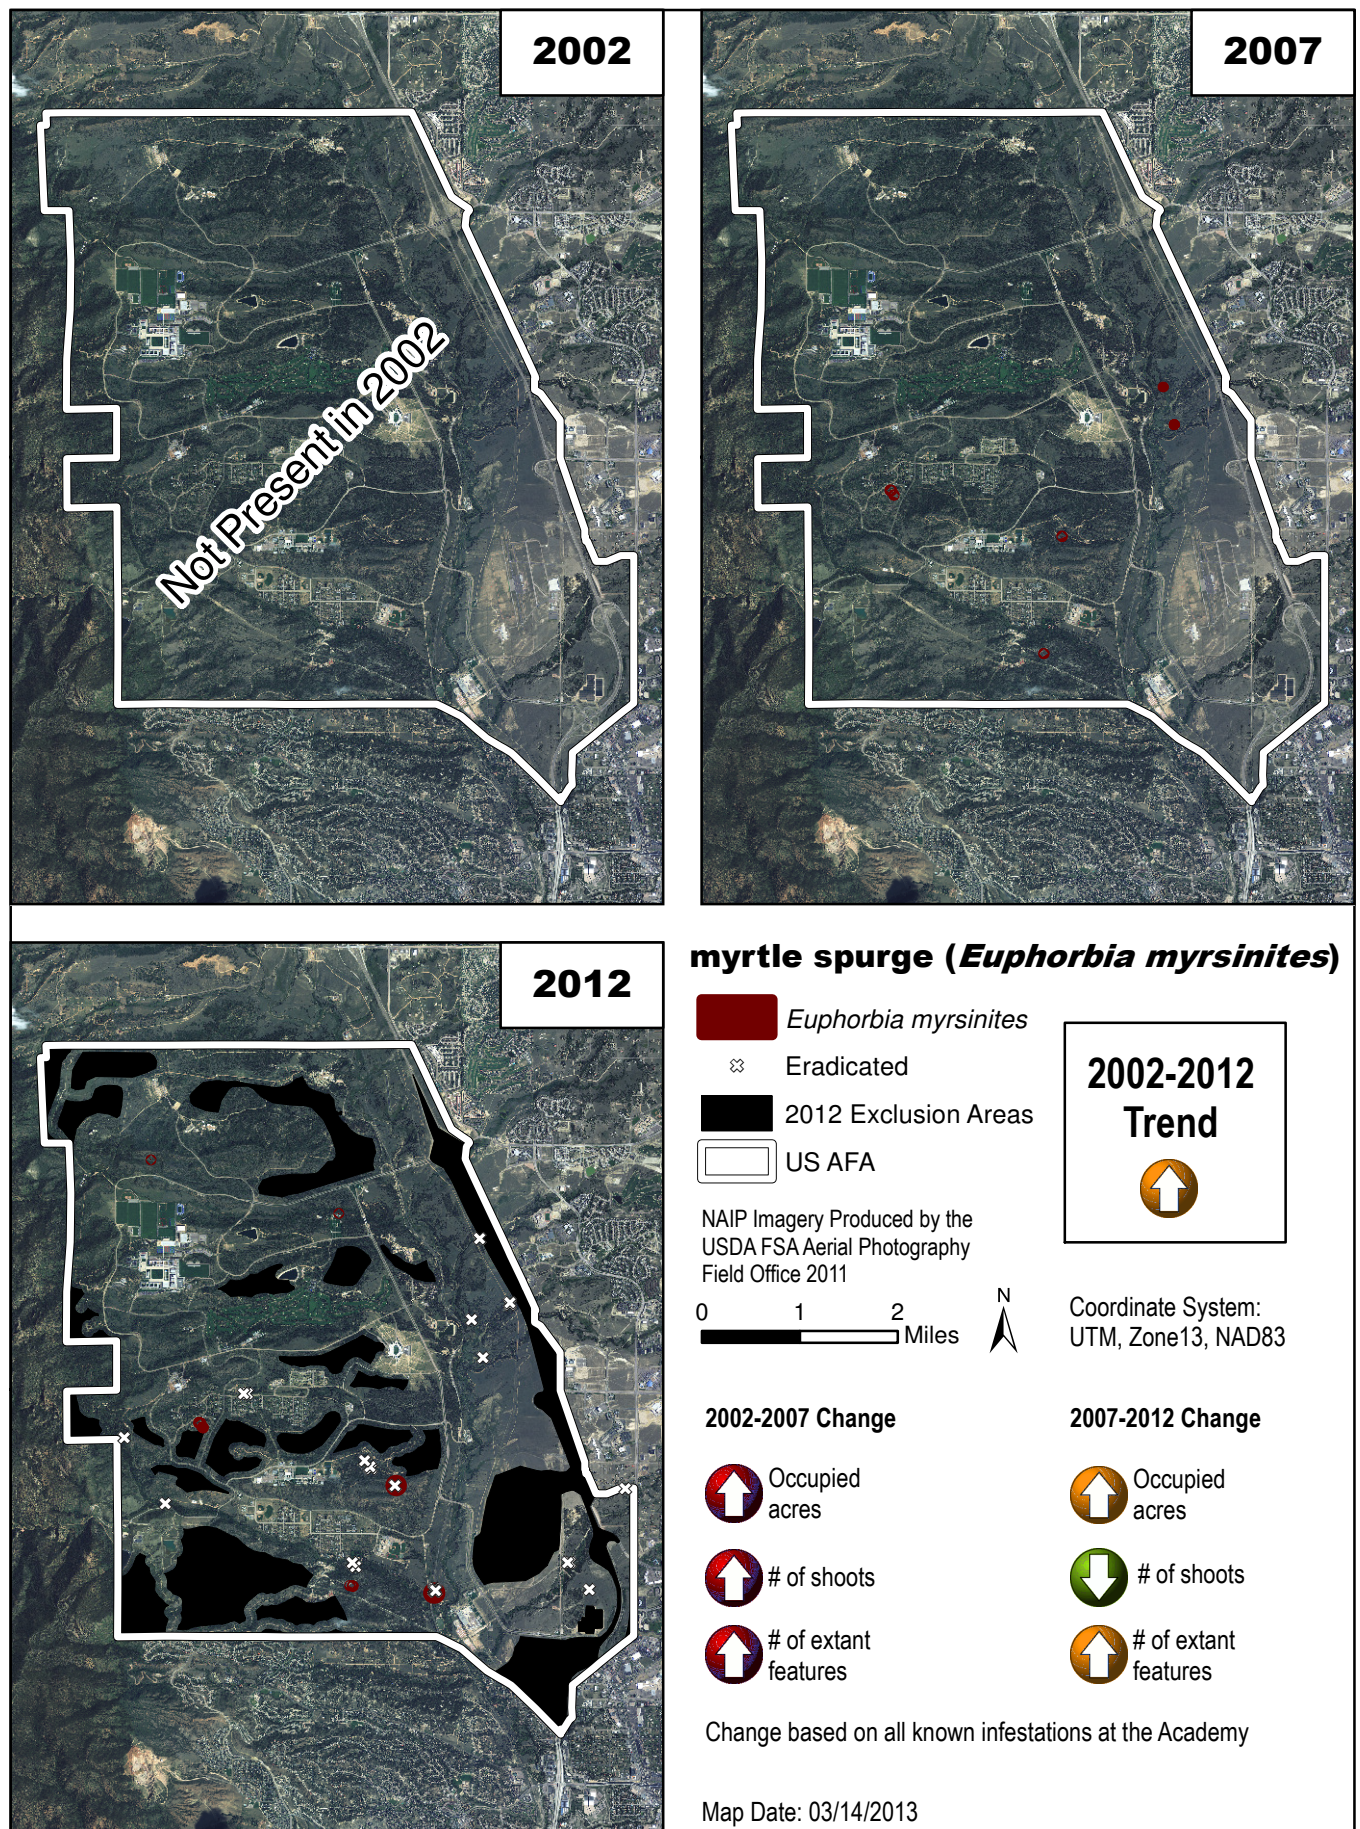 2002
2007
Not Present in 2002
2012
myrtle spurge (Euphorbia myrsinites)
Euphorbia myrsinites
Eradicated
2012 Exclusion Areas
US AFA
2002-2012
Trend
NAIP Imagery Produced by the
USDA FSA Aerial Photography
Field Office 2011
0 1 2
Miles
N
Coordinate System:
UTM, Zone13, NAD83
2002-2007 Change
Occupied
acres
# of shoots
# of extant
features
2007-2012 Change
Occupied
acres
# of shoots
# of extant
features
Change based on all known infestations at the Academy
Map Date: 03/14/2013